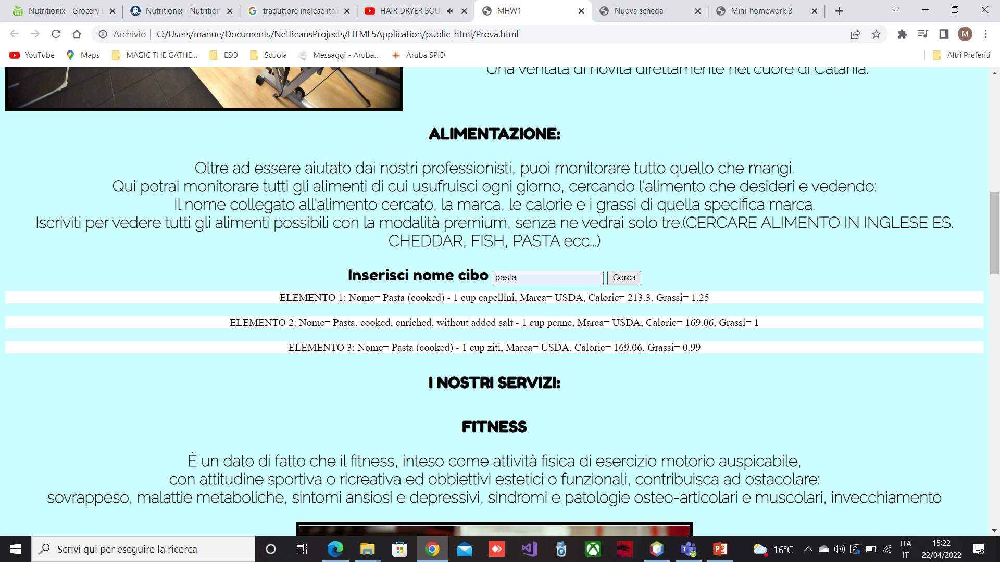 Nutritionix - Grocery
Nutritionix - Nutrition
traduttore inglese itali
HAIR DRYER SOU
MHW1
Nuova scheda
Mini-homework 3
Archivio
C:/Users/manue/Documents/NetBeansProjects/HTML5Application/public_html/Prova.html
M
YouTube
Maps
MAGIC THE GATHE...
ESO
Scuola
Messaggi - Aruba...
Aruba SPID
Altri Preferiti
Una ventata di novità direttamente nel cuore di Catania.
ALIMENTAZIONE:
Oltre ad essere aiutato dai nostri professionisti, puoi monitorare tutto quello che mangi.
Qui potrai monitorare tutti gli alimenti di cui usufruisci ogni giorno, cercando l'alimento che desideri e vedendo:
Il nome collegato all'alimento cercato, la marca, le calorie e i grassi di quella specifica marca.
Iscriviti per vedere tutti gli alimenti possibili con la modalità premium, senza ne vedrai solo tre.(CERCARE ALIMENTO IN INGLESE ES.
CHEDDAR, FISH, PASTA ecc...)
Inserisci nome cibo pasta Cerca
ELEMENTO 1: Nome= Pasta (cooked) - 1 cup capellini, Marca= USDA, Calorie= 213.3, Grassi= 1.25
ELEMENTO 2: Nome= Pasta, cooked, enriched, without added salt - 1 cup penne, Marca= USDA, Calorie= 169.06, Grassi= 1
ELEMENTO 3: Nome= Pasta (cooked) - 1 cup ziti, Marca= USDA, Calorie= 169.06, Grassi= 0.99
I NOSTRI SERVIZI:
FITNESS
È un dato di fatto che il fitness, inteso come attività fisica di esercizio motorio auspicabile,
con attitudine sportiva o ricreativa ed obbiettivi estetici o funzionali, contribuisca ad ostacolare:
sovrappeso, malattie metaboliche, sintomi ansiosi e depressivi, sindromi e patologie osteo-articolari e muscolari, invecchiamento
Scrivi qui per eseguire la ricerca
16°C
ITA
IT
15:22
22/04/2022